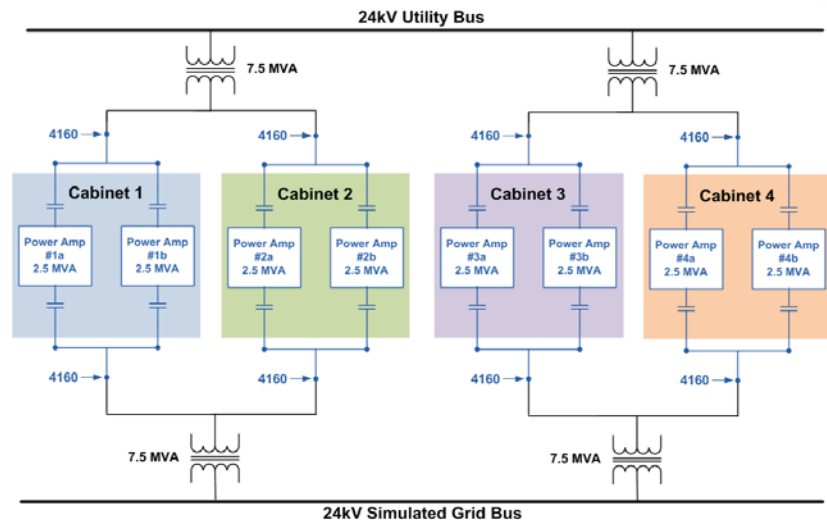 24kV Utility Bus
7.5 MVA
7.5 MVA
4160
4160
4160
4160
Cabinet 1
Cabinet 2
Cabinet 3
Cabinet 4
Power Amp
#1a
2.5 MVA
Power Amp
#1b
2.5 MVA
Power Amp
#2a
2.5 MVA
Power Amp
#2b
2.5 MVA
Power Amp
#3a
2.5 MVA
Power Amp
#3b
2.5 MVA
Power Amp
#4a
2.5 MVA
Power Amp
#4b
2.5 MVA
4160
4160
4160
4160
7.5 MVA
7.5 MVA
24kV Simulated Grid Bus